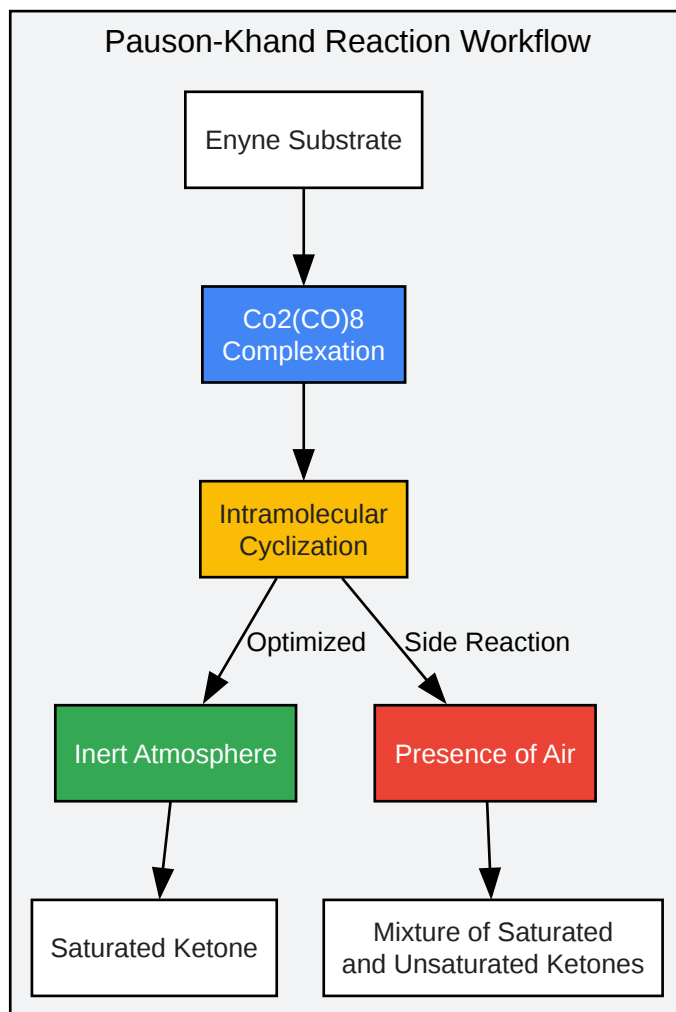 Pauson-Khand Reaction Workflow
Enyne Substrate
Co2(CO)8
Complexation
Intramolecular
Cyclization
Optimized
Side Reaction
Inert Atmosphere
Presence of Air
Saturated Ketone
Mixture of Saturated
and Unsaturated Ketones